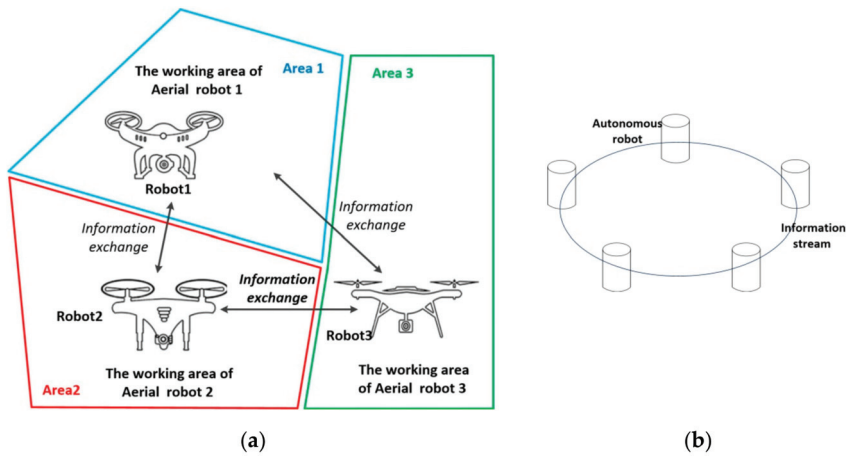 The working area of
Aerial robot 1
Area 1
Area 3
Robot1
Information
exchange
Information
exchange
Information
exchange
Robot2
Robot3
The working area of
Aerial robot 2
Area2
The working area
of Aerial robot 3
(a)
Autonomous
robot
Information
stream
(b)